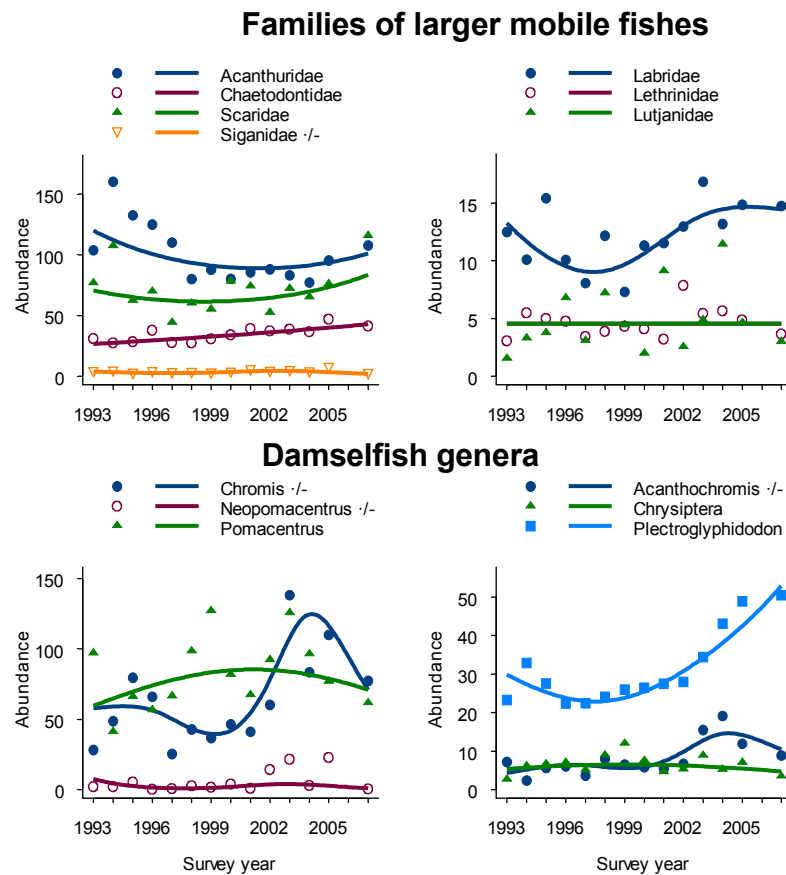 Families of larger mobile fishes
Acanthuridae
Chaetodontidae
Scaridae
Siganidae ·/-
Labridae
Lethrinidae
Lutjanidae
Abundance
150
100
50
0
1993 1996 1999 2002 2005
Abundance
15
10
5
0
1993 1996 1999 2002 2005
Damselfish genera
Chromis ·/-
Neopomacentrus ·/-
Pomacentrus
Acanthochromis ·/-
Chrysiptera
Plectroglyphidodon
Abundance
150
100
50
0
1993 1996 1999 2002 2005
Survey year
Abundance
50
40
30
20
10
0
1993 1996 1999 2002 2005
Survey year